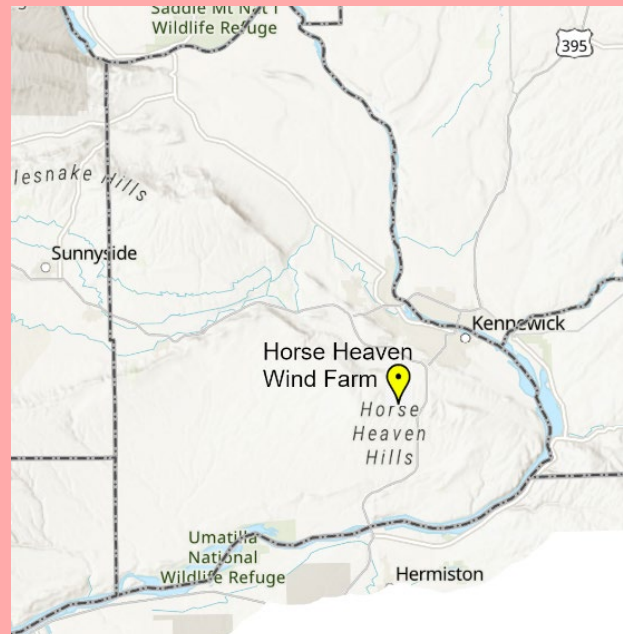 Saddle Mt Nat'l
Wildlife Refuge
395
lesnake Hills
Sunnyside
Kennewick
Horse Heaven
Wind Farm
Horse
Heaven
Hills
Umatilla
National
Wildlife Refuge
Hermiston